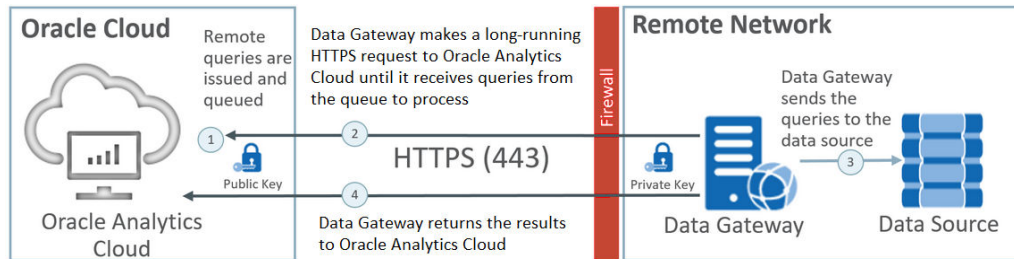 Oracle Cloud
Remote
queries are
issued and
queued
1
Public Key
Oracle Analytics
Cloud
Data Gateway makes a long-running
HTTPS request to Oracle Analytics
Cloud until it receives queries from
the queue to process
2
HTTPS (443)
4
Data Gateway returns the results
to Oracle Analytics Cloud
Firewall
Remote Network
Private Key
Data Gateway
Data Gateway
sends the
queries to the
data source
3
Data Source